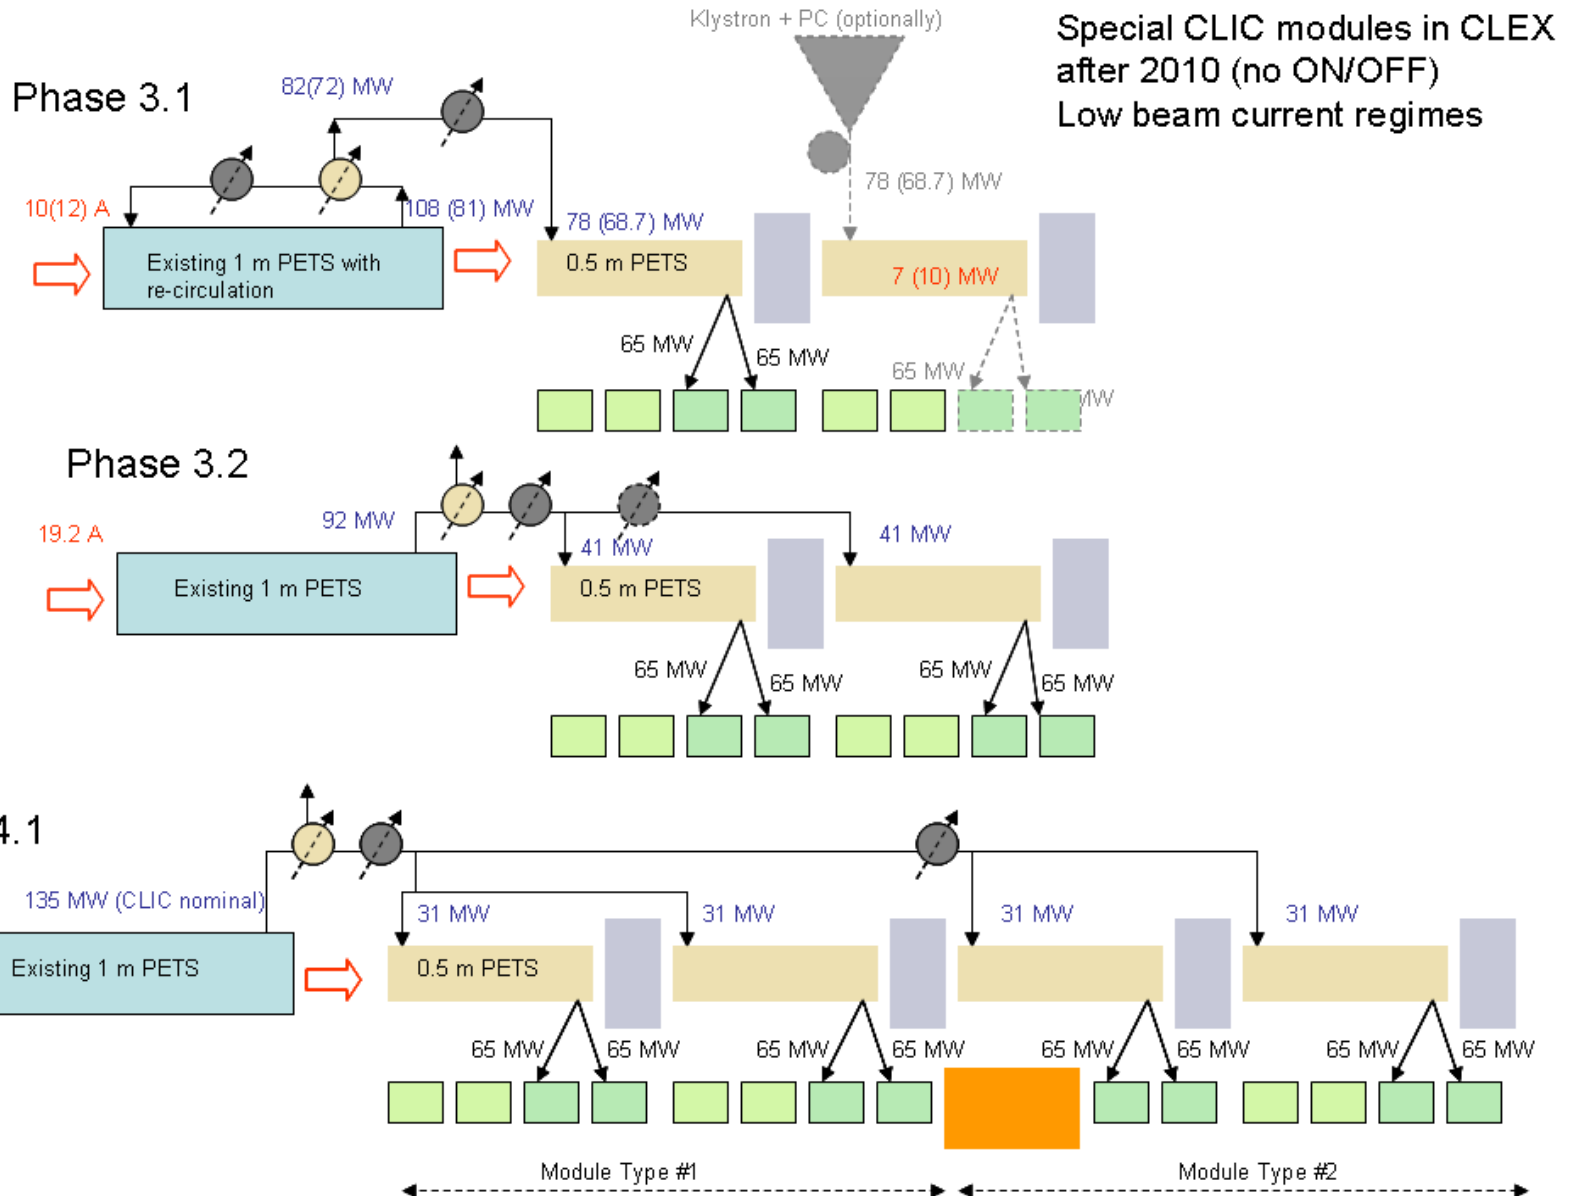 Klystron + PC (optionally)
Special CLIC modules in CLEX
after 2010 (no ON/OFF)
Low beam current regimes
Phase 3.1
82(72) MW
78 (68.7) MW
10(12) A
108 (81) MW
78 (68.7) MW
Existing 1 m PETS with
re-circulation
0.5 m PETS
7 (10) MW
65 MW
65 MW
65 MW
MW
Phase 3.2
92 MW
19.2 A
41 MW
41 MW
Existing 1 m PETS
0.5 m PETS
65 MW
65 MW
65 MW
65 MW
4.1
135 MW (CLIC nominal)
31 MW
31 MW
31 MW
31 MW
Existing 1 m PETS
0.5 m PETS
65 MW
65 MW
65 MW
65 MW
65 MW
65 MW
65 MW
65 MW
Module Type #1
Module Type #2